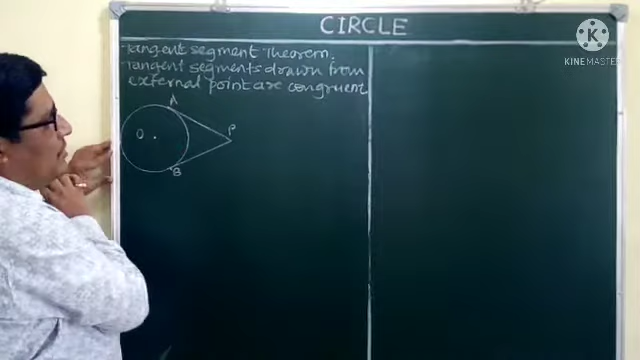 CIRCLE
Tangent segment Theorem.
Tangent segments drawn from
external point are congruent
A
O
P
B
K
KINEMASTER